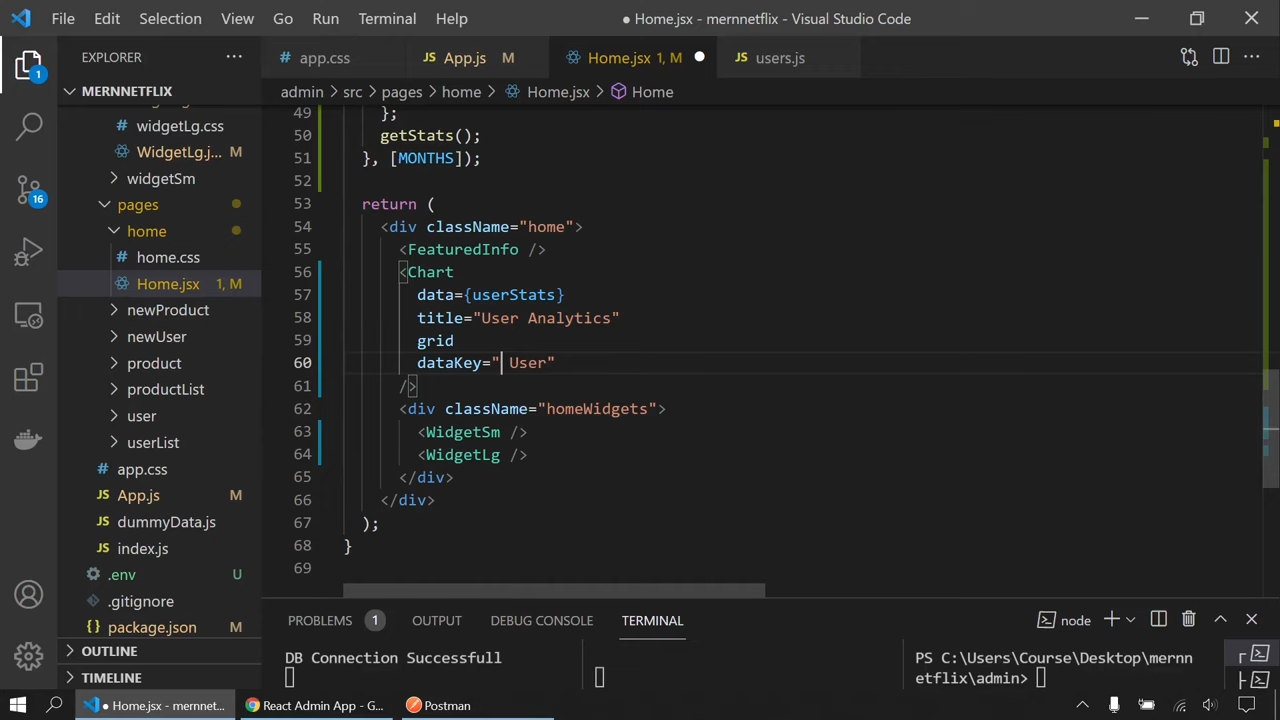 File Edit Selection View Go Run Terminal Help
● Home.jsx - mernnetflix - Visual Studio Code
EXPLORER
MERNNETFLIX
widgetLg.css
WidgetLg.j... M
widgetSm
pages
home
home.css
Home.jsx 1, M
newProduct
newUser
product
productList
user
userList
app.css
App.js M
dummyData.js
index.js
.env U
.gitignore
package.json M
OUTLINE
TIMELINE
1
16
app.css App.js M Home.jsx 1, M users.js
admin > src > pages > home > Home.jsx > Home
49 };
50 getStats();
51 }, [MONTHS]);
52
53 return (
54 <div className="home">
55 <FeaturedInfo />
56 <Chart
57 data={userStats}
58 title="User Analytics"
59 grid
60 dataKey=" User"
61 />
62 <div className="homeWidgets">
63 <WidgetSm />
64 <WidgetLg />
65 </div>
66 </div>
67 );
68 }
69
PROBLEMS 1 OUTPUT DEBUG CONSOLE TERMINAL
node
DB Connection Successfull
PS C:\Users\Course\Desktop\mernn
etflix\admin>
● Home.jsx - mernnet... React Admin App - G... Postman